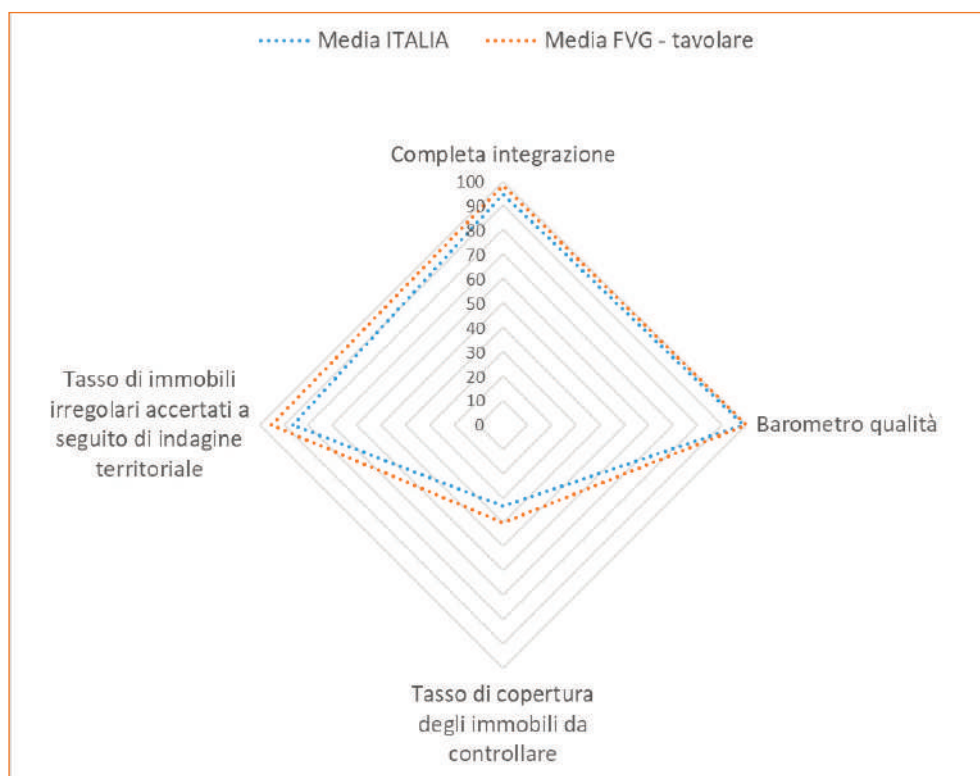 Media ITALIA
Media FVG - tavolare
Completa integrazione
100
90
80
70
60
50
40
30
20
10
0
Tasso di immobili
irregolari accertati a
seguito di indagine
territoriale
Barometro qualità
Tasso di copertura
degli immobili da
controllare